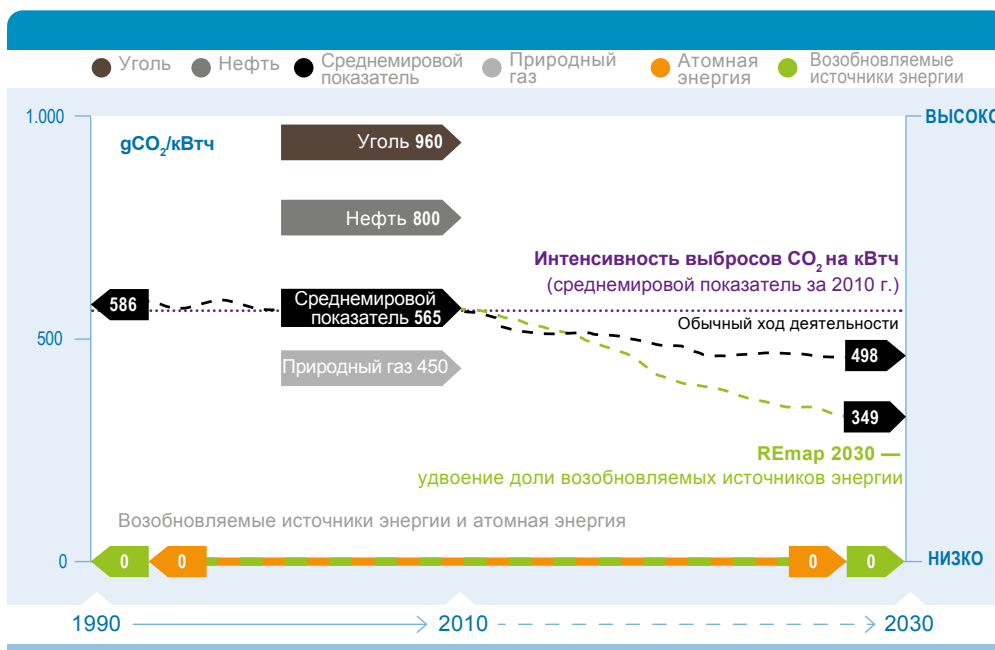 Уголь
Нефть
Среднемировой
показатель
Природный
газ
Атомная
энергия
Возобновляемые
источники энергии
1.000
ВЫСОКО
gCO₂/кВтч
Уголь 960
Нефть 800
Интенсивность выбросов CO₂ на кВтч
(среднемировой показатель за 2010 г.)
586
Среднемировой
показатель 565
Обычный ход деятельности
500
498
Природный газ 450
349
REmap 2030 —
удвоение доли возобновляемых источников энергии
Возобновляемые источники энергии и атомная энергия
0
0
0
0
0
НИЗКО
1990
2010
2030